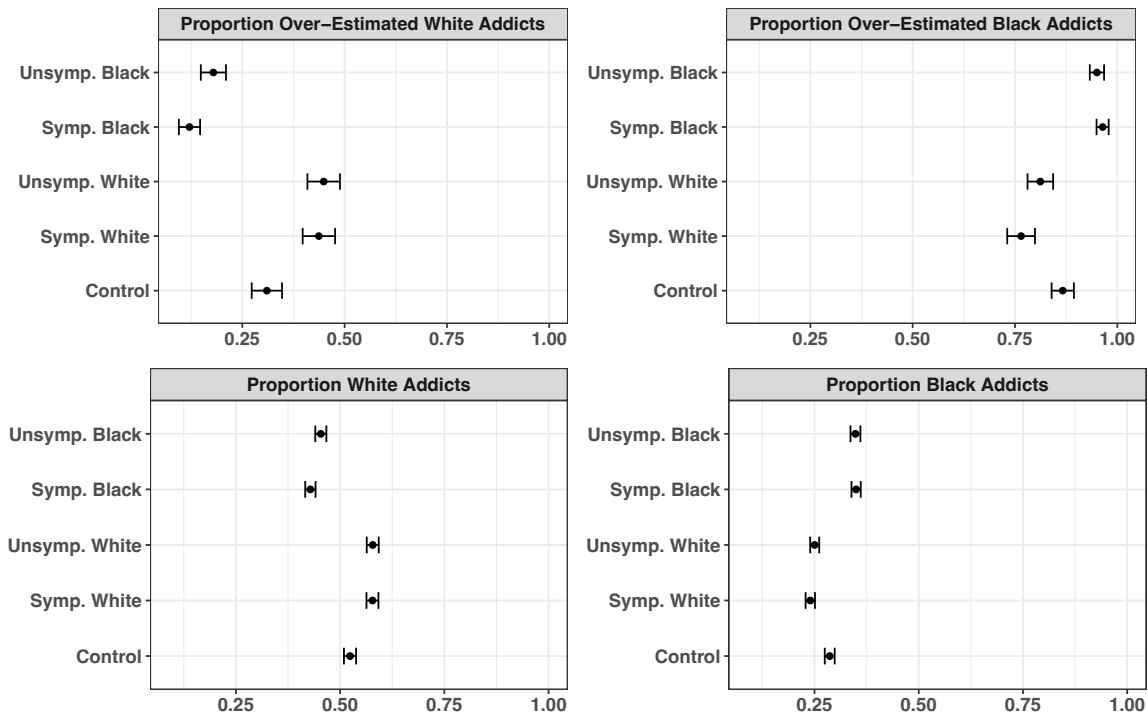 Proportion Over−Estimated White Addicts
Unsymp. Black
Symp. Black
Unsymp. White
Symp. White
Control
0.25 0.50 0.75 1.00
Proportion Over−Estimated Black Addicts
Unsymp. Black
Symp. Black
Unsymp. White
Symp. White
Control
0.25 0.50 0.75 1.00
Proportion White Addicts
Unsymp. Black
Symp. Black
Unsymp. White
Symp. White
Control
0.25 0.50 0.75 1.00
Proportion Black Addicts
Unsymp. Black
Symp. Black
Unsymp. White
Symp. White
Control
0.25 0.50 0.75 1.00